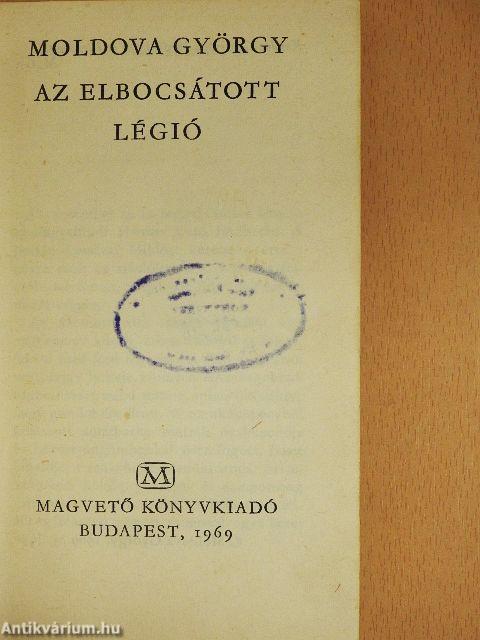 MOLDOVA GYÖRGY
AZ ELBOCSÁTOTT
LÉGIÓ
M
MAGVETŐ KÖNYVKIADÓ
BUDAPEST, 1969
Antikvárium.hu